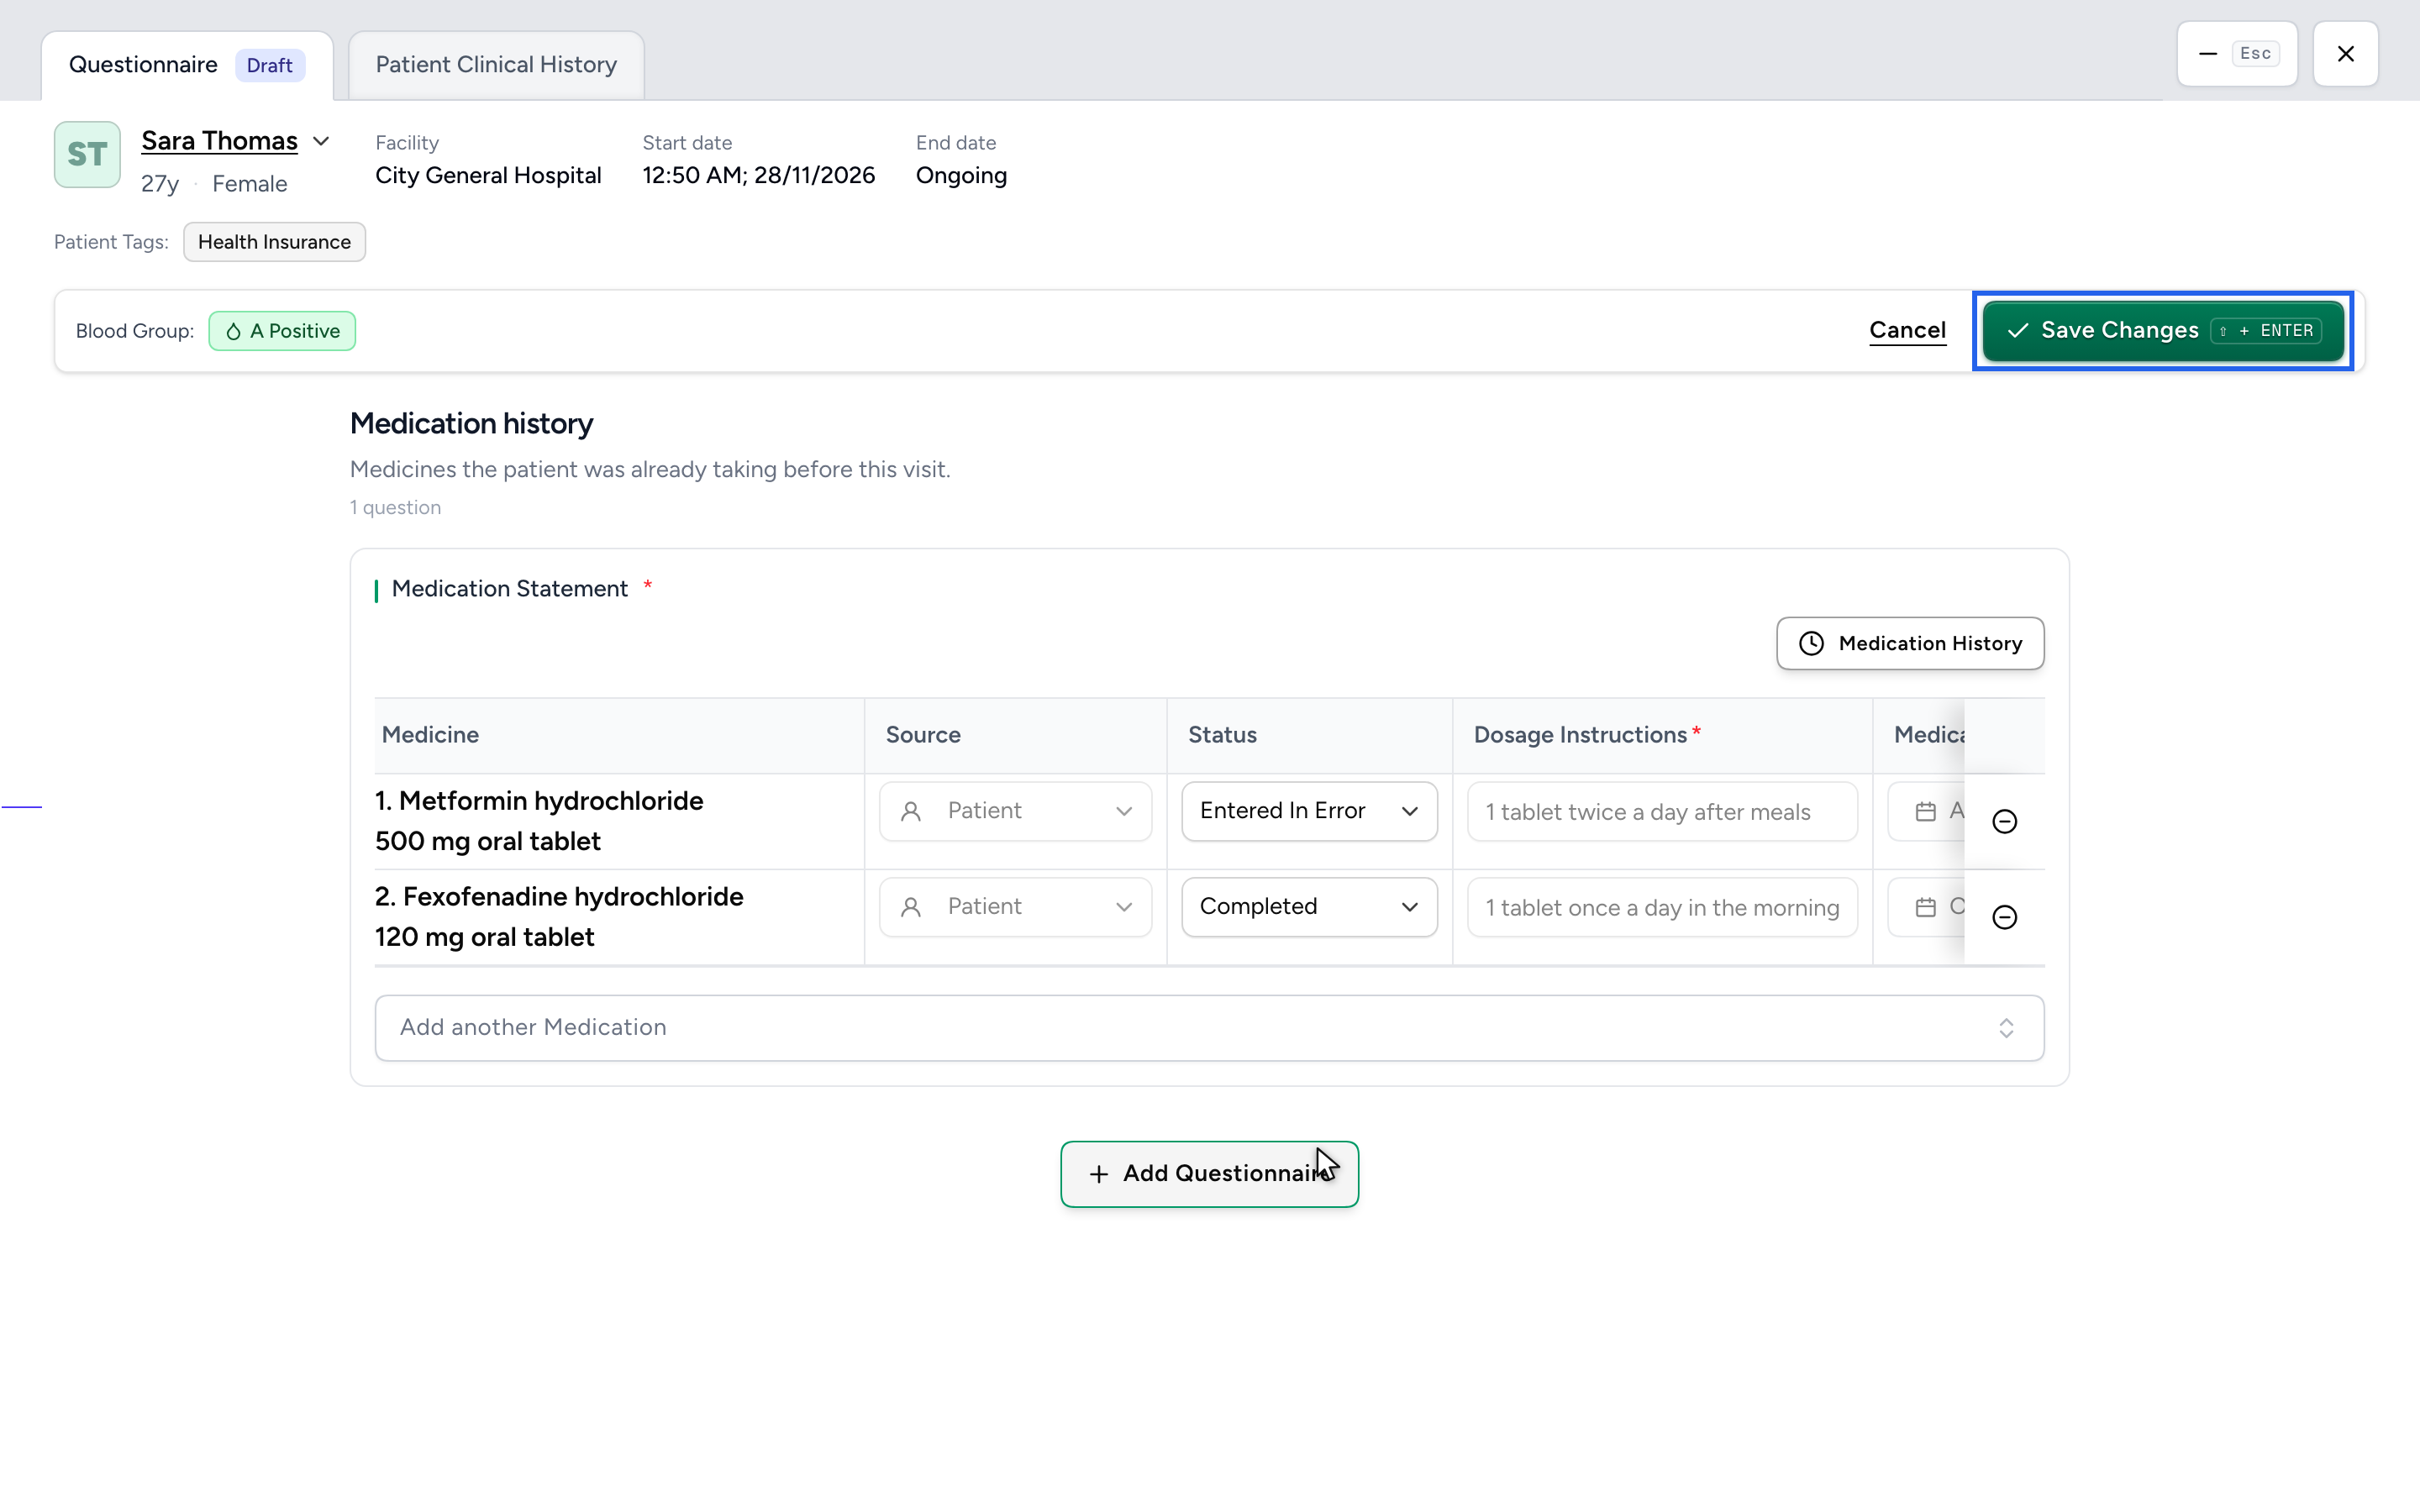 Questionnaire Draft
Patient Clinical History
Esc
ST
Sara Thomas
27y · Female
Facility
City General Hospital
Start date
12:50 AM; 28/11/2026
End date
Ongoing
Patient Tags: Health Insurance
Blood Group: A Positive
Cancel
Save Changes ⇧ + ENTER
Medication history
Medicines the patient was already taking before this visit.
1 question
Medication Statement *
Medication History
Medicine Source Status Dosage Instructions * Medica
1. Metformin hydrochloride
500 mg oral tablet
Patient
Entered In Error
1 tablet twice a day after meals
A
2. Fexofenadine hydrochloride
120 mg oral tablet
Patient
Completed
1 tablet once a day in the morning
Add another Medication
+ Add Questionnaire